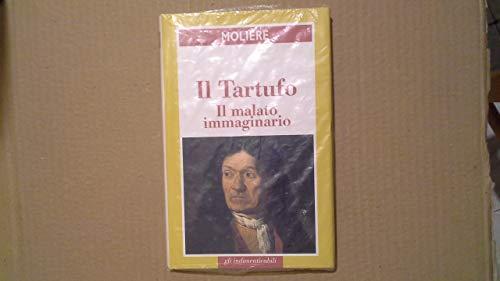 MOLIÈRE
Il Tartufo
Il malato
immaginario
gli indimenticabili